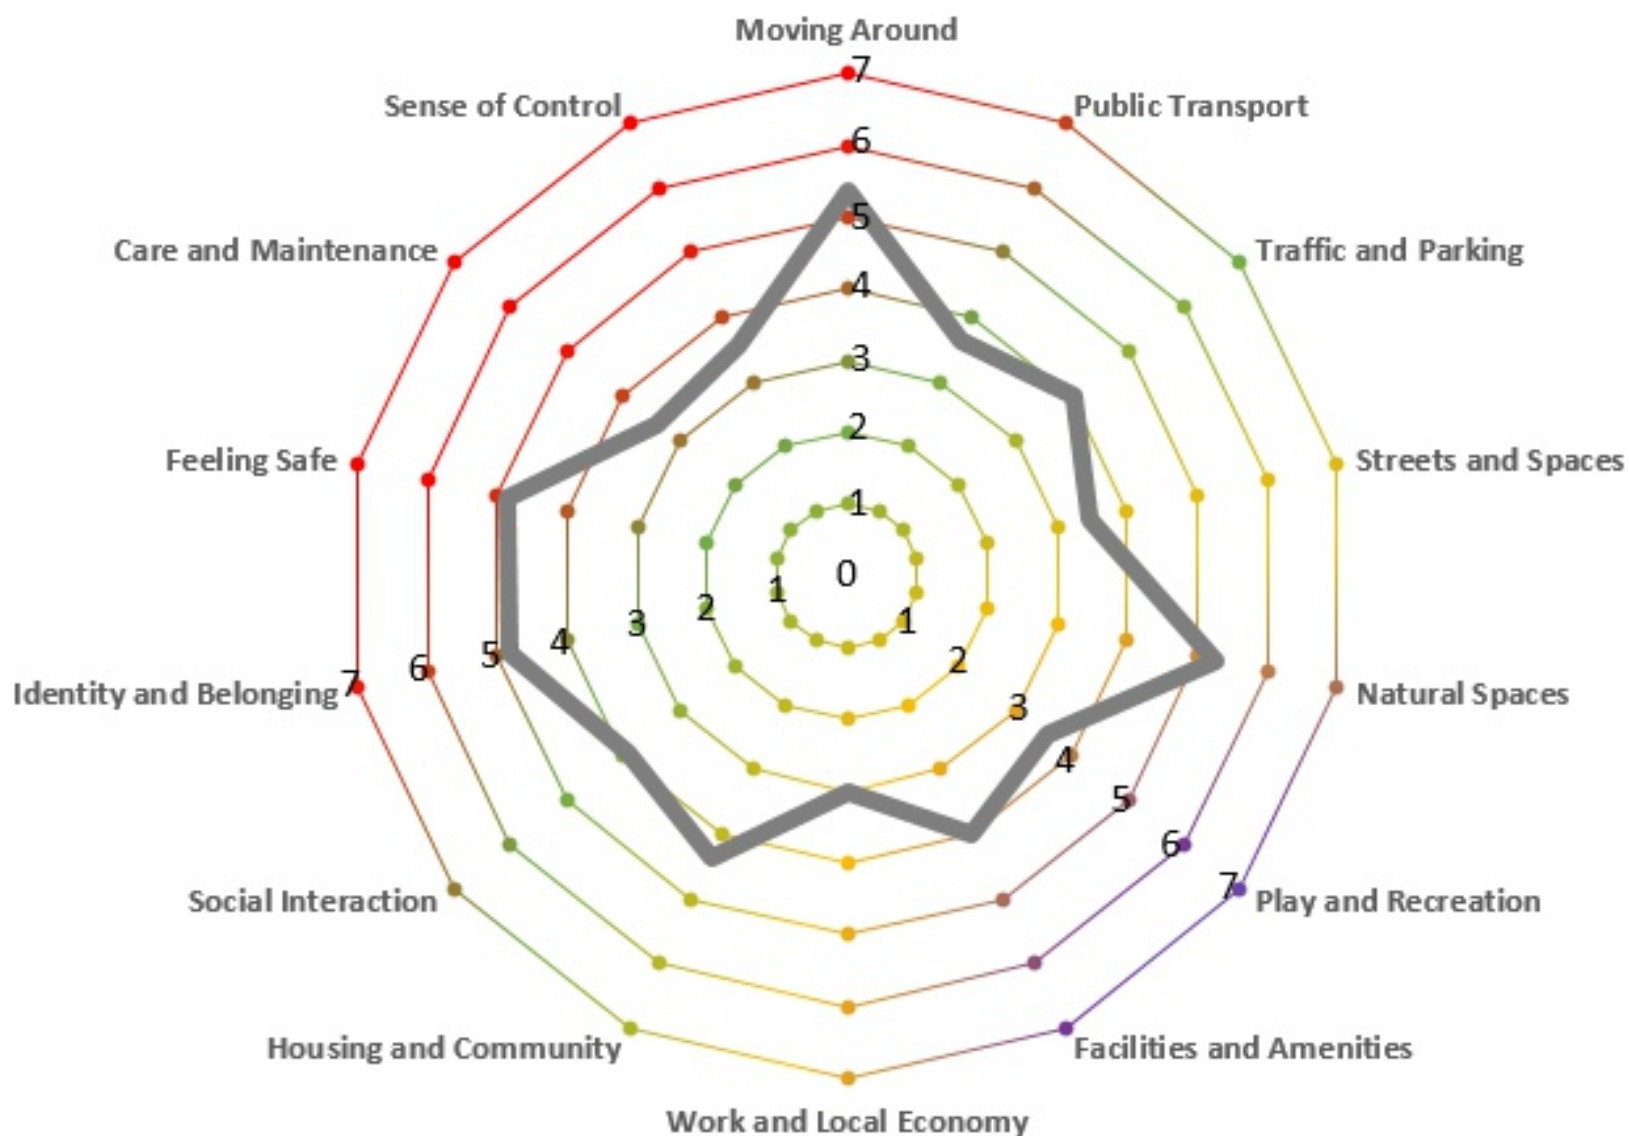 Moving Around
7
Sense of Control
Public Transport
6
5
Care and Maintenance
Traffic and Parking
4
3
2
Feeling Safe
Streets and Spaces
1
0
1
2
3
4
5
6
7
1
2
3
4
5
6
7
Identity and Belonging
Natural Spaces
Social Interaction
Play and Recreation
Housing and Community
Facilities and Amenities
Work and Local Economy